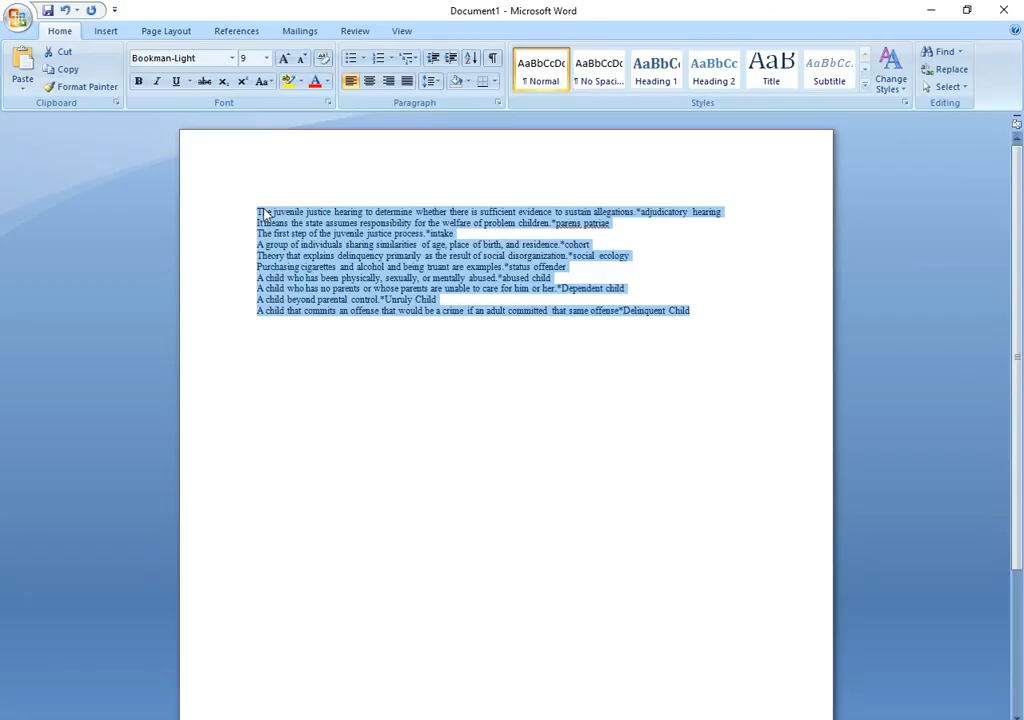 Document1 - Microsoft Word
Home Insert Page Layout References Mailings Review View
Paste
Cut
Copy
Format Painter
Clipboard
Bookman-Light 9
Font
Paragraph
AaBbCcDc AaBbCcDc AaBbC AaBbCc AaB AaBbCc.
¶ Normal ¶ No Spaci... Heading 1 Heading 2 Title Subtitle
Change Styles
Styles
Find
Replace
Select
Editing
The juvenile justice hearing to determine whether there is sufficient evidence to sustain allegations.*adjudicatory hearing
It means the state assumes responsibility for the welfare of problem children.*parens patriae
The first step of the juvenile justice process.*intake
A group of individuals sharing similarities of age, place of birth, and residence.*cohort
Theory that explains delinquency primarily as the result of social disorganization.*social ecology
Purchasing cigarettes and alcohol and being truant are examples.*status offender
A child who has been physically, sexually, or mentally abused.*abused child
A child who has no parents or whose parents are unable to care for him or her.*Dependent child
A child beyond parental control.*Unruly Child
A child that commits an offense that would be a crime if an adult committed that same offense*Delinquent Child